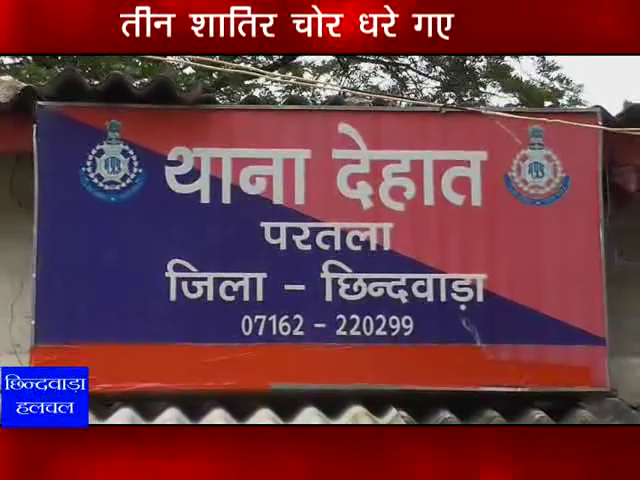 तीन शातिर चोर धरे गए
थाना देहात
परतला
जिला - छिन्दवाड़ा
07162 - 220299
छिन्दवाड़ा
हलचल